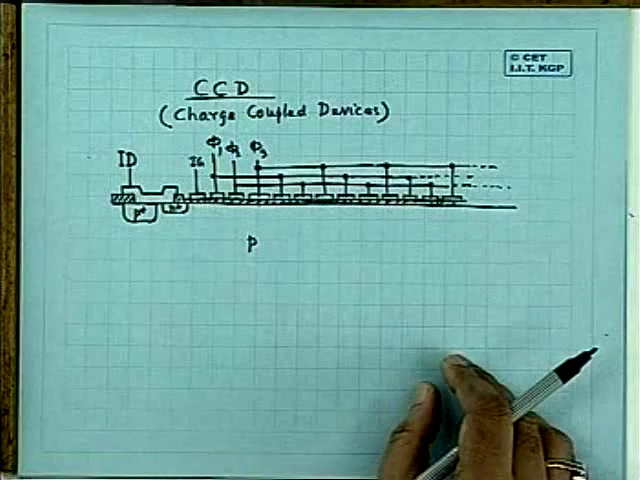 © CET
I.I.T. KGP
CCD
(Charge Coupled Devices)
ID IG Φ1 Φ2 Φ3
p+ n+
p